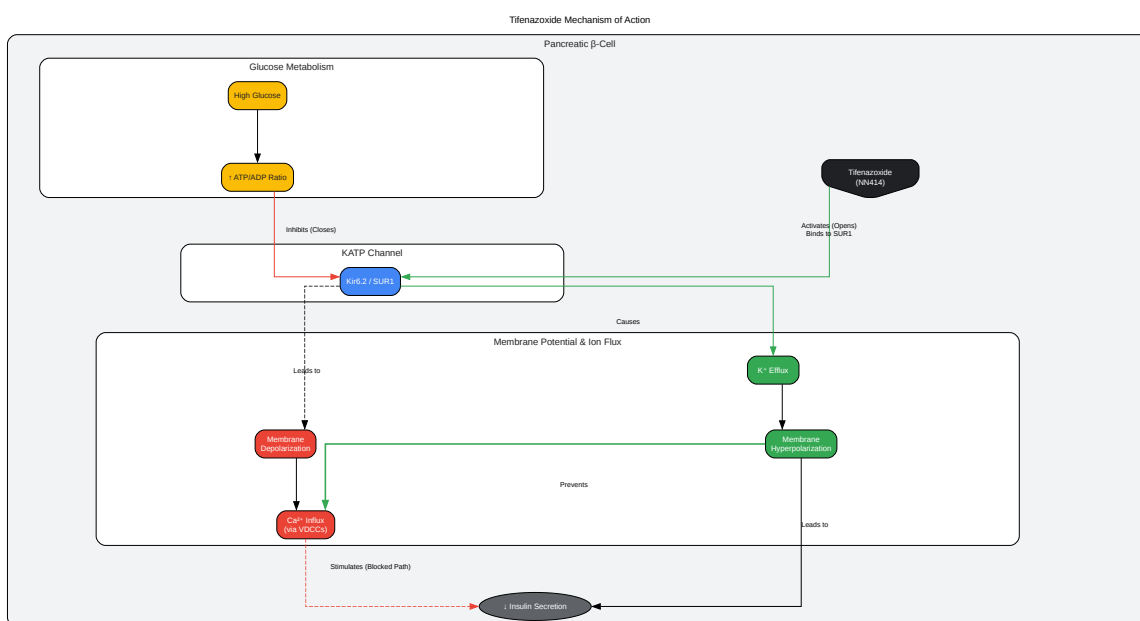 Tifenazoxide Mechanism of Action
Pancreatic β-Cell
Glucose Metabolism
High Glucose
↑ ATP/ADP Ratio
Tifenazoxide
(NN414)
Inhibits (Closes)
Activates (Opens)
Binds to SUR1
KATP Channel
Kir6.2 / SUR1
Causes
Membrane Potential & Ion Flux
Leads to
K⁺ Efflux
Membrane
Depolarization
Membrane
Hyperpolarization
Prevents
Ca²⁺ Influx
(via VDCCs)
Leads to
Stimulates (Blocked Path)
↓ Insulin Secretion